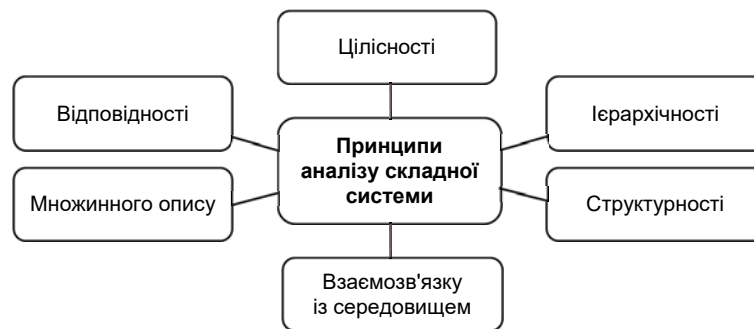 Цілісності
Відповідності
Ієрархічності
Принципи
аналізу складної
системи
Множинного опису
Структурності
Взаємозв'язку
із середовищем